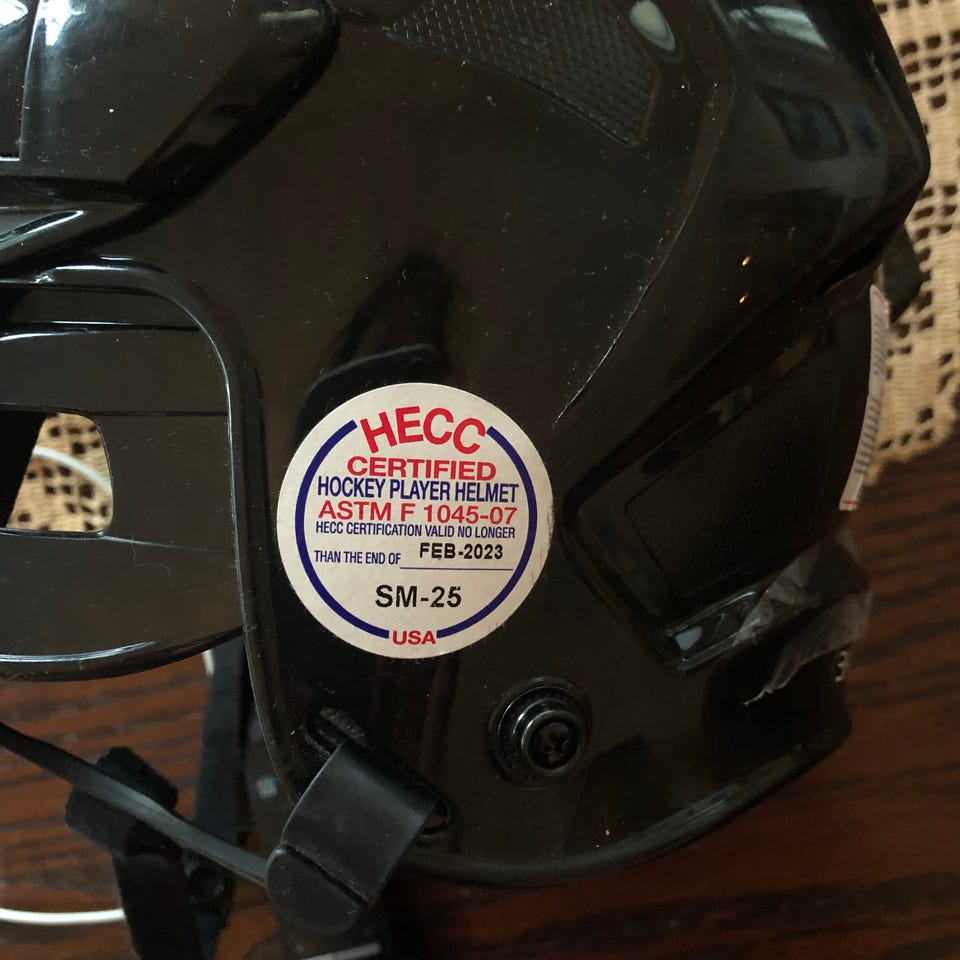 HECC
CERTIFIED
HOCKEY PLAYER HELMET
ASTM F 1045-07
HECC CERTIFICATION VALID NO LONGER
THAN THE END OF FEB-2023
SM-25
USA
3